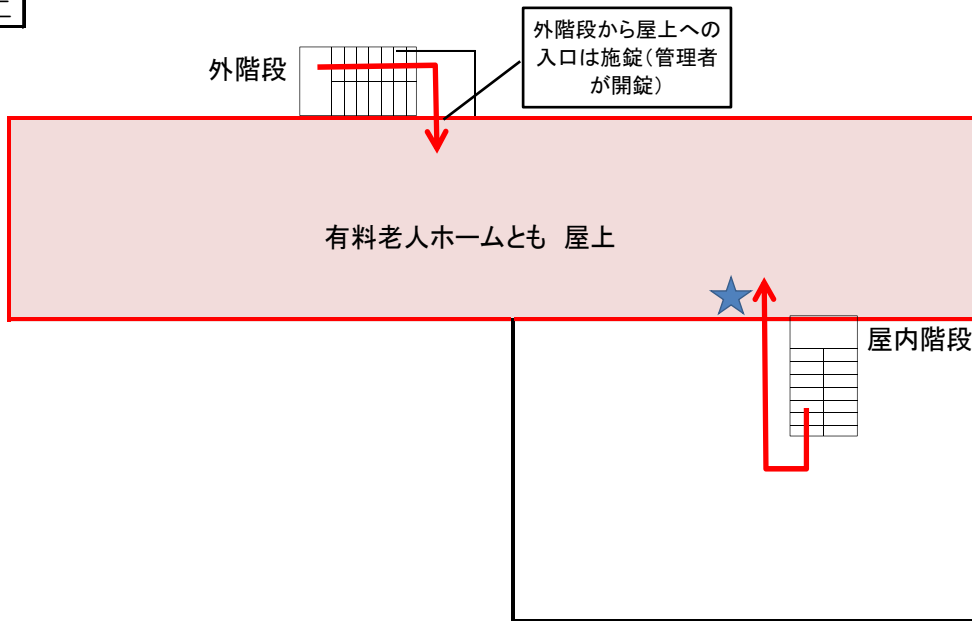 外階段から屋上への
入口は施錠(管理者
が開錠)
外階段
有料老人ホームとも 屋上
屋内階段